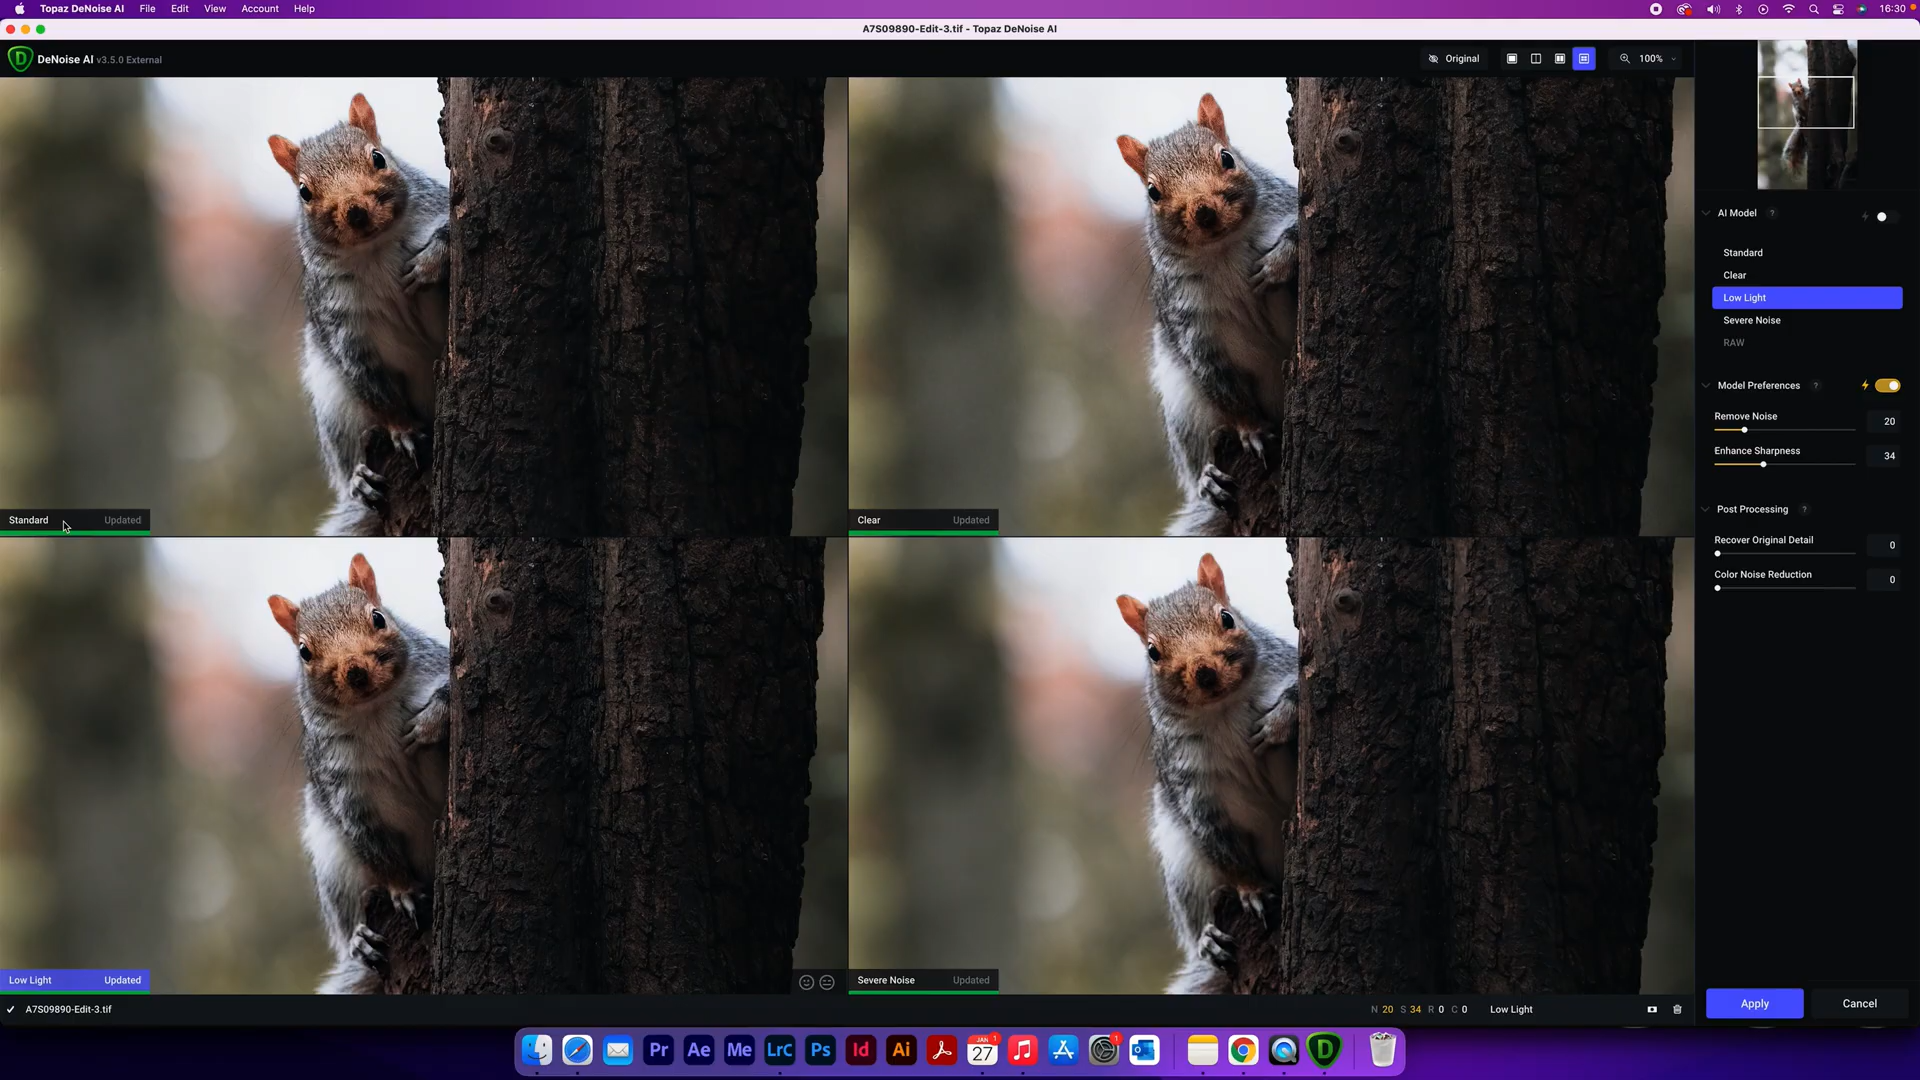 Topaz DeNoise AI File Edit View Account Help 16:30
A7S09890-Edit-3.tif - Topaz DeNoise AI
DeNoise AI v3.5.0 External Original 100%
AI Model ?
Standard
Clear
Low Light
Severe Noise
RAW
Model Preferences ?
Remove Noise 20
Enhance Sharpness 34
Post Processing ?
Recover Original Detail 0
Color Noise Reduction 0
Standard Updated
Clear Updated
Low Light Updated
Severe Noise Updated
A7S09890-Edit-3.tif N 20 S 34 R 0 C 0 Low Light
Apply Cancel
Pr Ae Me LrC Ps Id Ai JAN 27 1 1 D